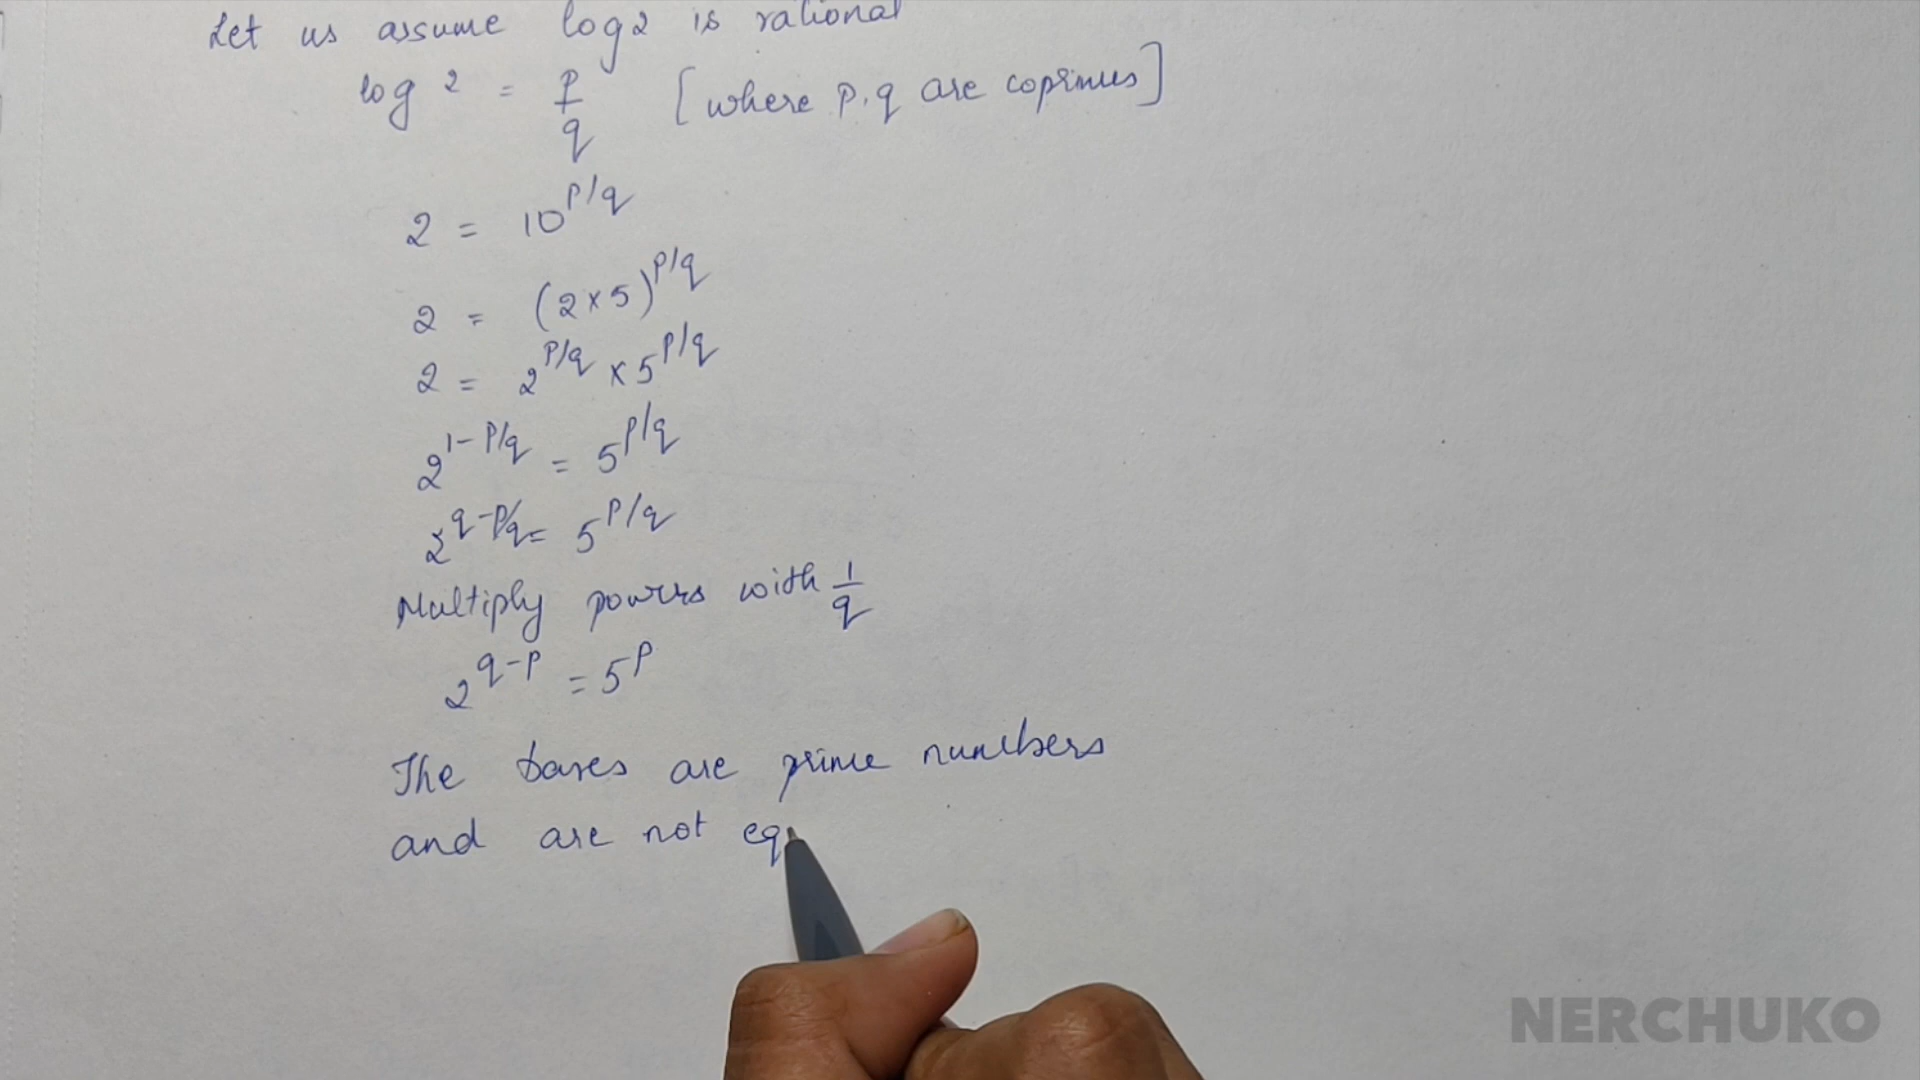 Let us assume log 2 is rational
log 2 = p/q [where p, q are coprimes]
2 = 10^p/q
2 = (2×5)^p/q
2 = 2^p/q × 5^p/q
2^1-p/q = 5^p/q
2^q-p/q = 5^p/q
Multiply powers with 1/q
2^q-p = 5^p
The bases are prime numbers
and are not eq
NERCHUKO